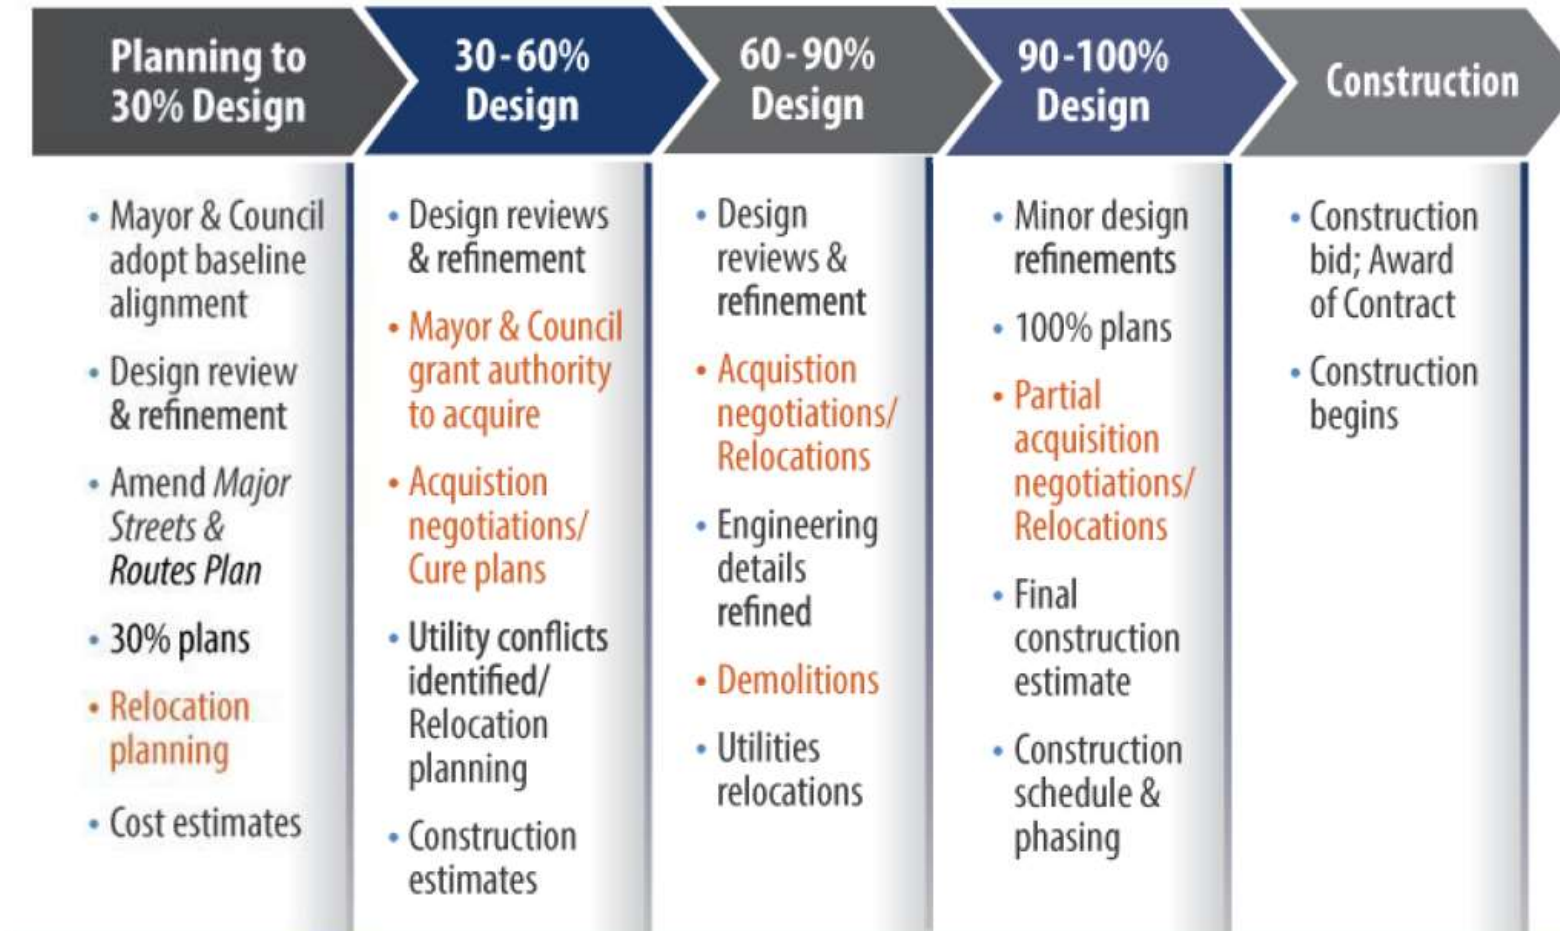 Planning to
30% Design
30-60%
Design
60-90%
Design
90-100%
Design
Construction
• Mayor & Council
adopt baseline
alignment
• Design review
& refinement
• Amend Major
Streets &
Routes Plan
• 30% plans
• Relocation
planning
• Cost estimates
• Design reviews
& refinement
• Mayor & Council
grant authority
to acquire
• Acquistion
negotiations/
Cure plans
• Utility conflicts
identified/
Relocation
planning
• Construction
estimates
• Design
reviews &
refinement
• Acquistion
negotiations/
Relocations
• Engineering
details
refined
• Demolitions
• Utilities
relocations
• Minor design
refinements
• 100% plans
• Partial
acquisition
negotiations/
Relocations
• Final
construction
estimate
• Construction
schedule &
phasing
• Construction
bid; Award
of Contract
• Construction
begins